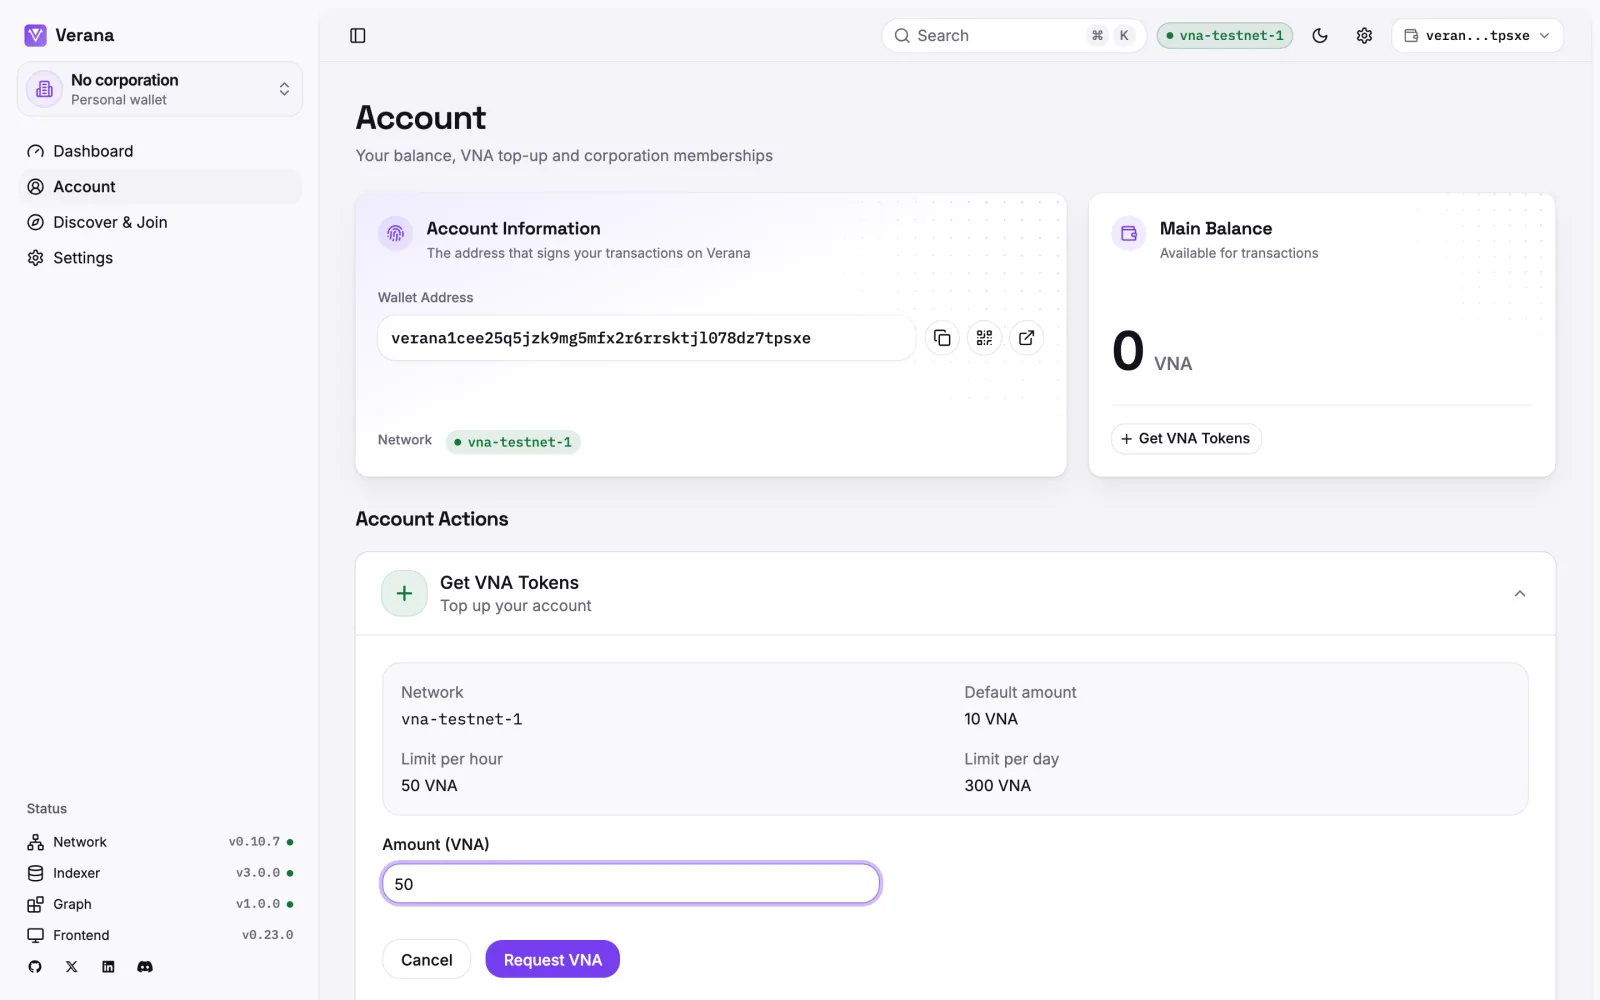 Verana
No corporation
Personal wallet
Dashboard
Account
Discover & Join
Settings
Status
Network v0.10.7
Indexer v3.0.0
Graph v1.0.0
Frontend v0.23.0
Search ⌘ K
vna-testnet-1
veran...tpsxe
Account
Your balance, VNA top-up and corporation memberships
Account Information
The address that signs your transactions on Verana
Wallet Address
verana1cee25q5jzk9mg5mfx2r6rrsktjl078dz7tpsxe
Network vna-testnet-1
Main Balance
Available for transactions
0 VNA
+ Get VNA Tokens
Account Actions
Get VNA Tokens
Top up your account
Network
vna-testnet-1
Default amount
10 VNA
Limit per hour
50 VNA
Limit per day
300 VNA
Amount (VNA)
50
Cancel
Request VNA